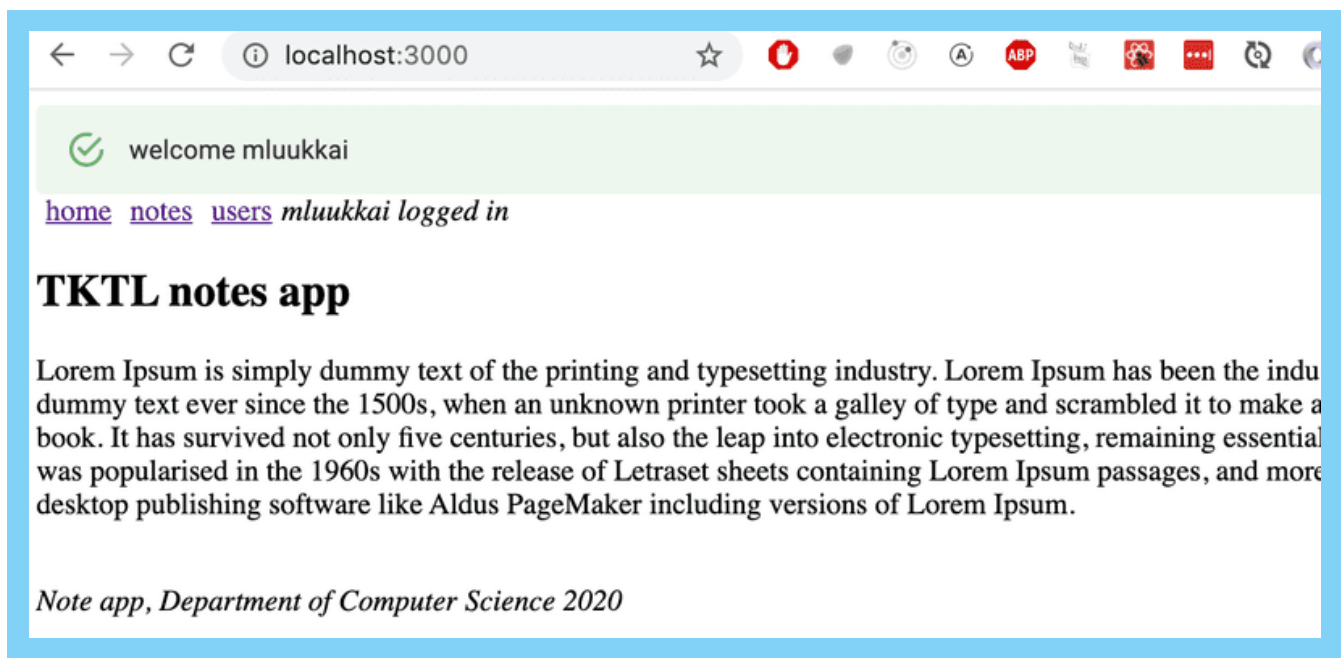 localhost:3000
ABP
welcome mluukkai
home notes users mluukkai logged in
TKTL notes app
Lorem Ipsum is simply dummy text of the printing and typesetting industry. Lorem Ipsum has been the indu
dummy text ever since the 1500s, when an unknown printer took a galley of type and scrambled it to make a
book. It has survived not only five centuries, but also the leap into electronic typesetting, remaining essential
was popularised in the 1960s with the release of Letraset sheets containing Lorem Ipsum passages, and more
desktop publishing software like Aldus PageMaker including versions of Lorem Ipsum.
Note app, Department of Computer Science 2020